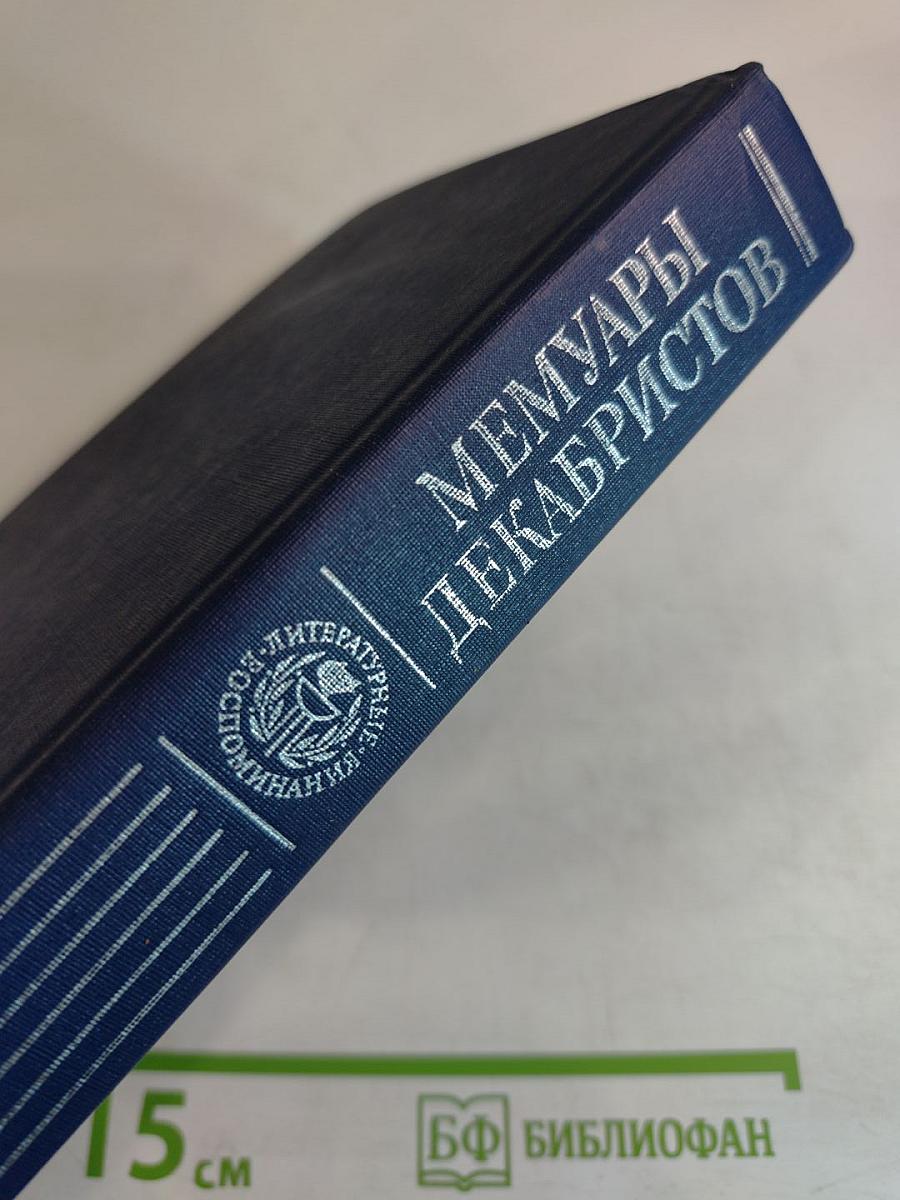 МЕМУАРЫ
ДЕКАБРИСТОВ
ЛИТЕРАТУРНЫЕ•ВОСПОМИНАНИЯ•
15 см
БФ БИБЛИОФАН